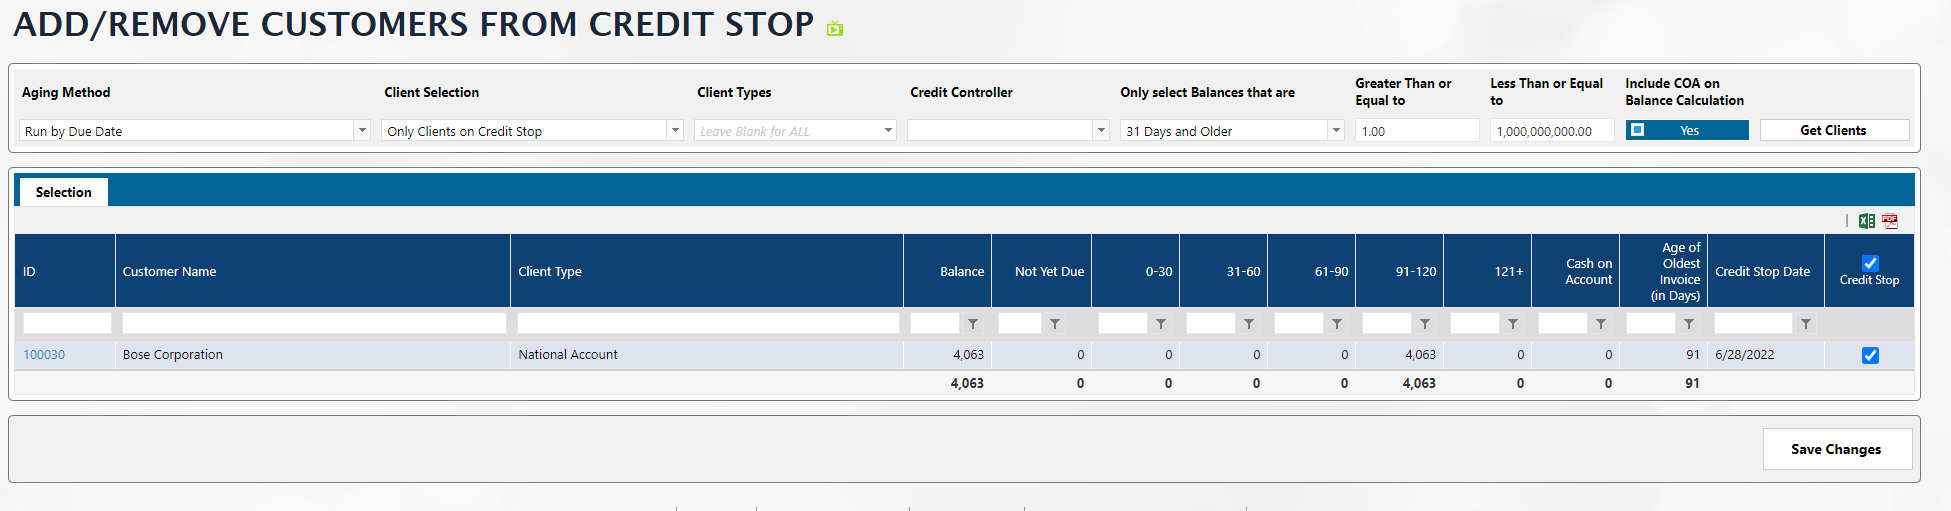 ADD/REMOVE CUSTOMERS FROM CREDIT STOP
Aging Method
Client Selection
Client Types
Credit Controller
Only select Balances that are
Greater Than or
Equal to
Less Than or Equal
to
Include COA on
Balance Calculation
Run by Due Date
Only Clients on Credit Stop
Leave Blank for ALL
31 Days and Older
1.00
1,000,000,000.00
Yes
Get Clients
Selection
PDF
ID
Customer Name
Client Type
Balance
Not Yet Due
0-30
31-60
61-90
91-120
121+
Cash on
Account
Age of
Oldest
Invoice
(in Days)
Credit Stop Date
Credit Stop
100030
Bose Corporation
National Account
4,063
0
0
0
0
4,063
0
0
91
6/28/2022
4,063
0
0
0
0
4,063
0
0
91
Save Changes